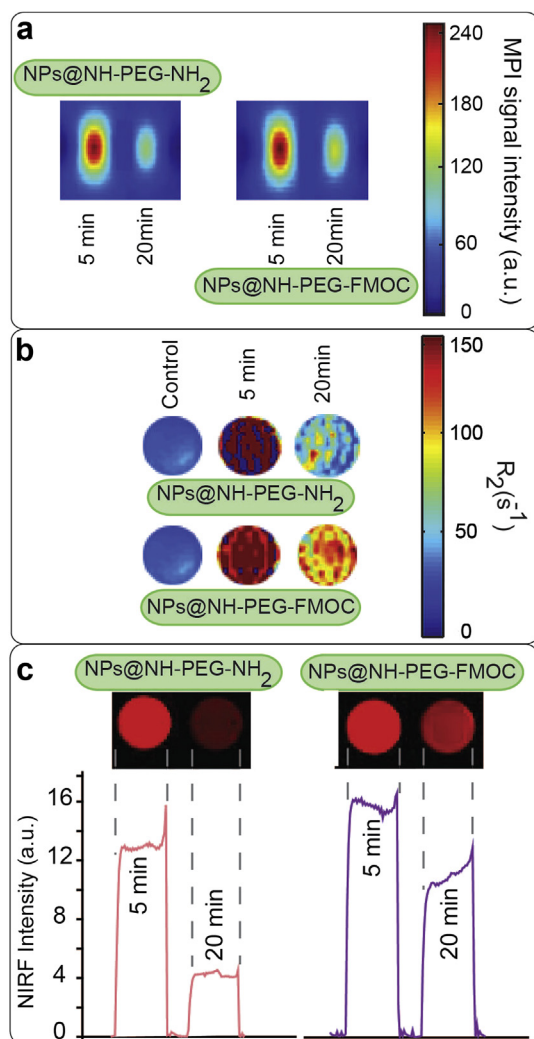 a
NPs@NH-PEG-NH2
5 min
20min
5 min
20min
NPs@NH-PEG-FMOC
240
180
120
60
0
MPI signal intensity (a.u.)
b
Control
5 min
20min
NPs@NH-PEG-NH2
NPs@NH-PEG-FMOC
150
100
50
0
R2(s-1)
c
NPs@NH-PEG-NH2
NPs@NH-PEG-FMOC
NIRF Intensity (a.u.)
16
12
8
4
0
5 min
20 min
5 min
20 min